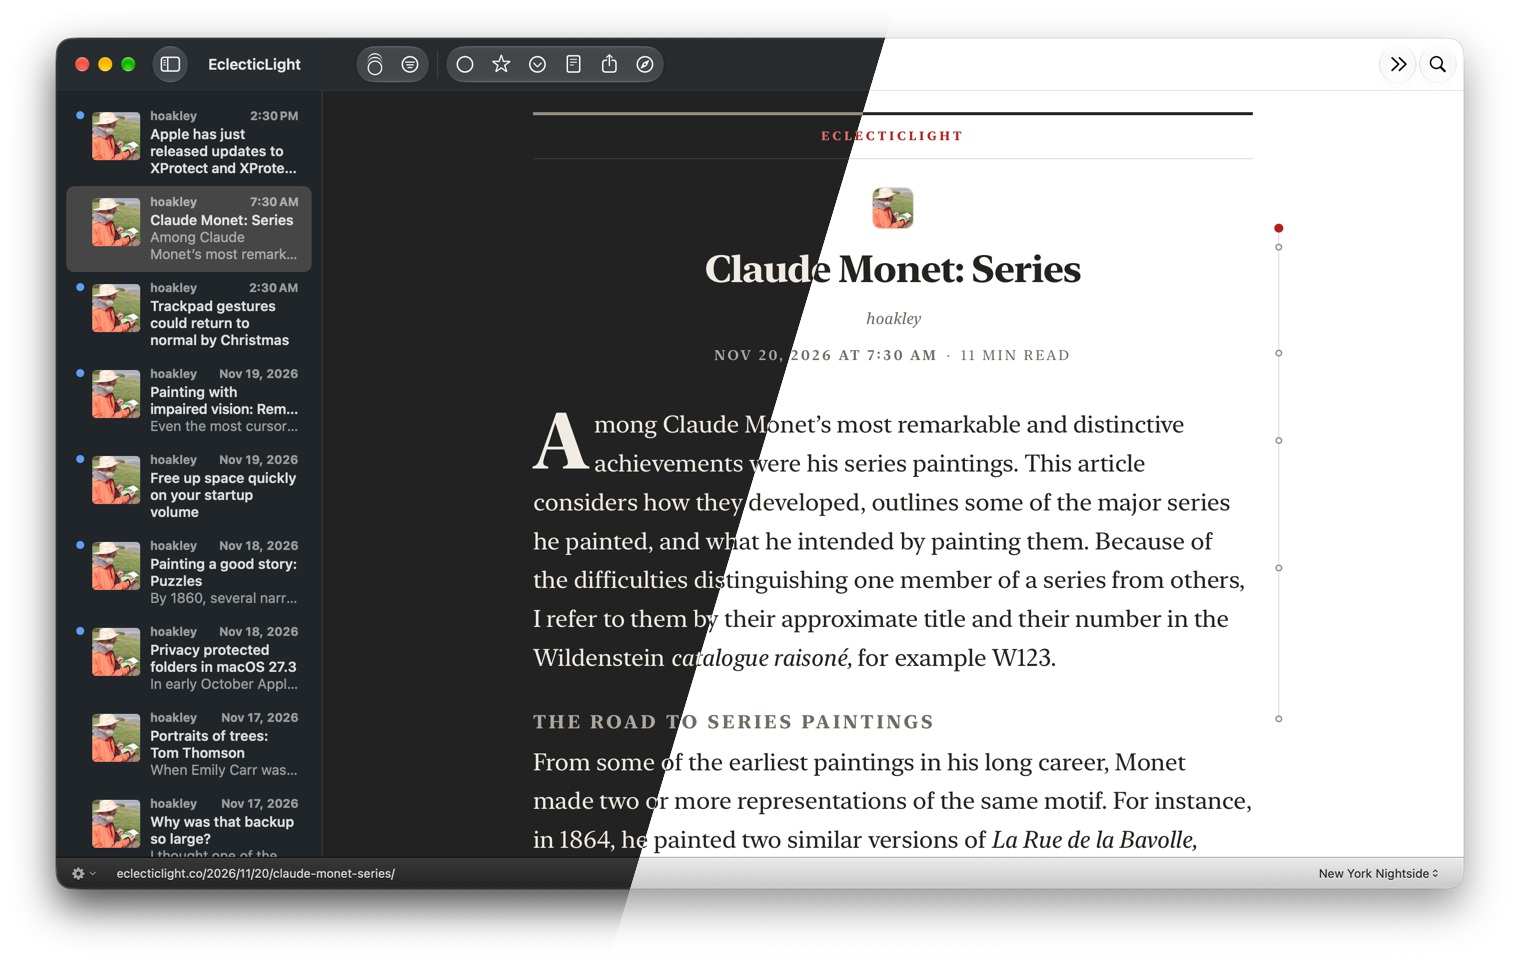 EclecticLight
hoakley 2:30 PM
Apple has just
released updates to
XProtect and XProte...
hoakley 7:30 AM
Claude Monet: Series
Among Claude
Monet’s most remark...
hoakley 2:30 AM
Trackpad gestures
could return to
normal by Christmas
hoakley Nov 19, 2026
Painting with
impaired vision: Rem...
Even the most cursor...
hoakley Nov 19, 2026
Free up space quickly
on your startup
volume
hoakley Nov 18, 2026
Painting a good story:
Puzzles
By 1860, several narr...
hoakley Nov 18, 2026
Privacy protected
folders in macOS 27.3
In early October Appl...
hoakley Nov 17, 2026
Portraits of trees:
Tom Thomson
When Emily Carr was...
hoakley Nov 17, 2026
Why was that backup
so large?
I thought one of the
ECLECTICLIGHT
Claude Monet: Series
hoakley
NOV 20, 2026 AT 7:30 AM · 11 MIN READ
Among Claude Monet’s most remarkable and distinctive
achievements were his series paintings. This article
considers how they developed, outlines some of the major series
he painted, and what he intended by painting them. Because of
the difficulties distinguishing one member of a series from others,
I refer to them by their approximate title and their number in the
Wildenstein catalogue raisoné, for example W123.
THE ROAD TO SERIES PAINTINGS
From some of the earliest paintings in his long career, Monet
made two or more representations of the same motif. For instance,
in 1864, he painted two similar versions of La Rue de la Bavolle,
eclecticlight.co/2026/11/20/claude-monet-series/
New York Nightside